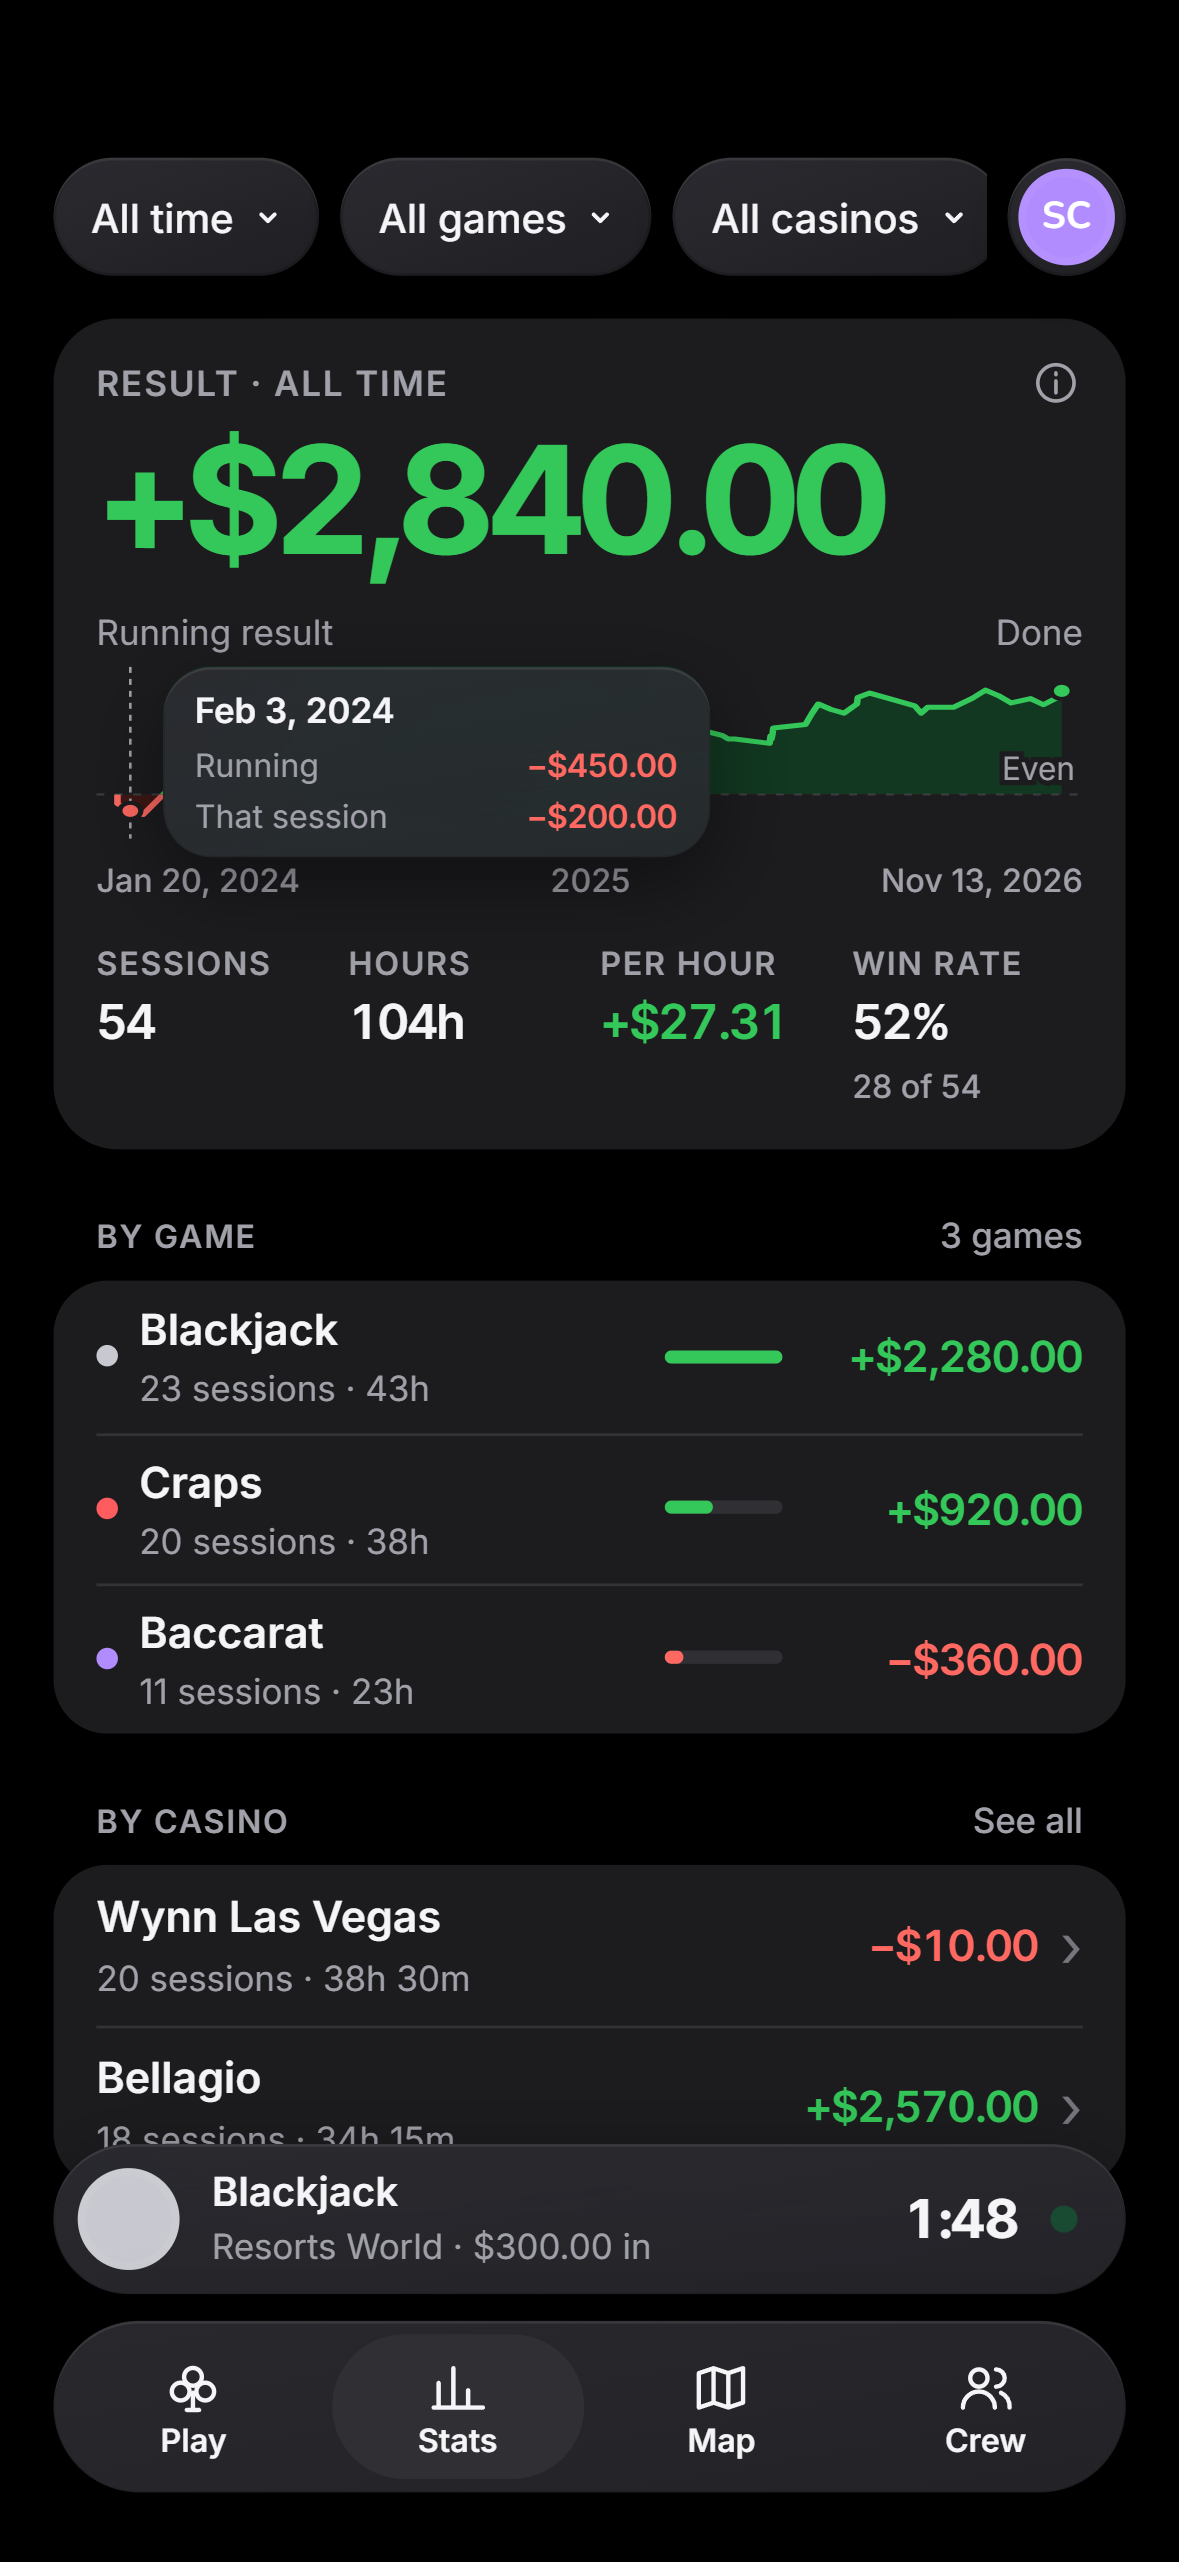 All time
All games
All casinos
SC
RESULT · ALL TIME
+$2,840.00
Running result
Done
Feb 3, 2024
Running
−$450.00
That session
−$200.00
Even
Jan 20, 2024
2025
Nov 13, 2026
SESSIONS
HOURS
PER HOUR
WIN RATE
54
104h
+$27.31
52%
28 of 54
BY GAME
3 games
Blackjack
23 sessions · 43h
+$2,280.00
Craps
20 sessions · 38h
+$920.00
Baccarat
11 sessions · 23h
−$360.00
BY CASINO
See all
Wynn Las Vegas
20 sessions · 38h 30m
−$10.00
Bellagio
18 sessions · 34h 15m
+$2,570.00
Blackjack
Resorts World · $300.00 in
1:48
Play
Stats
Map
Crew